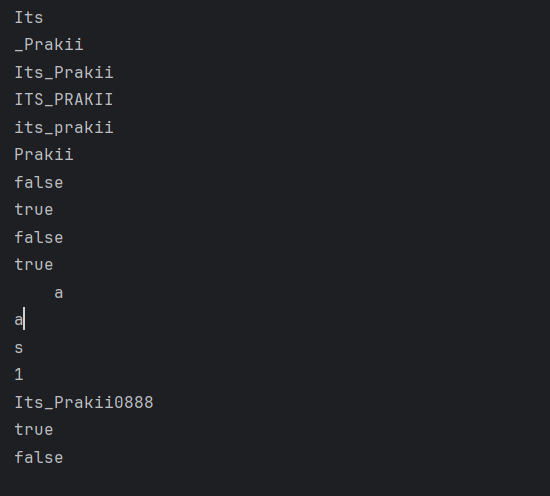 Its
_Prakii
Its_Prakii
ITS_PRAKII
its_prakii
Prakii
false
true
false
true
    a
a
s
1
Its_Prakii0888
true
false